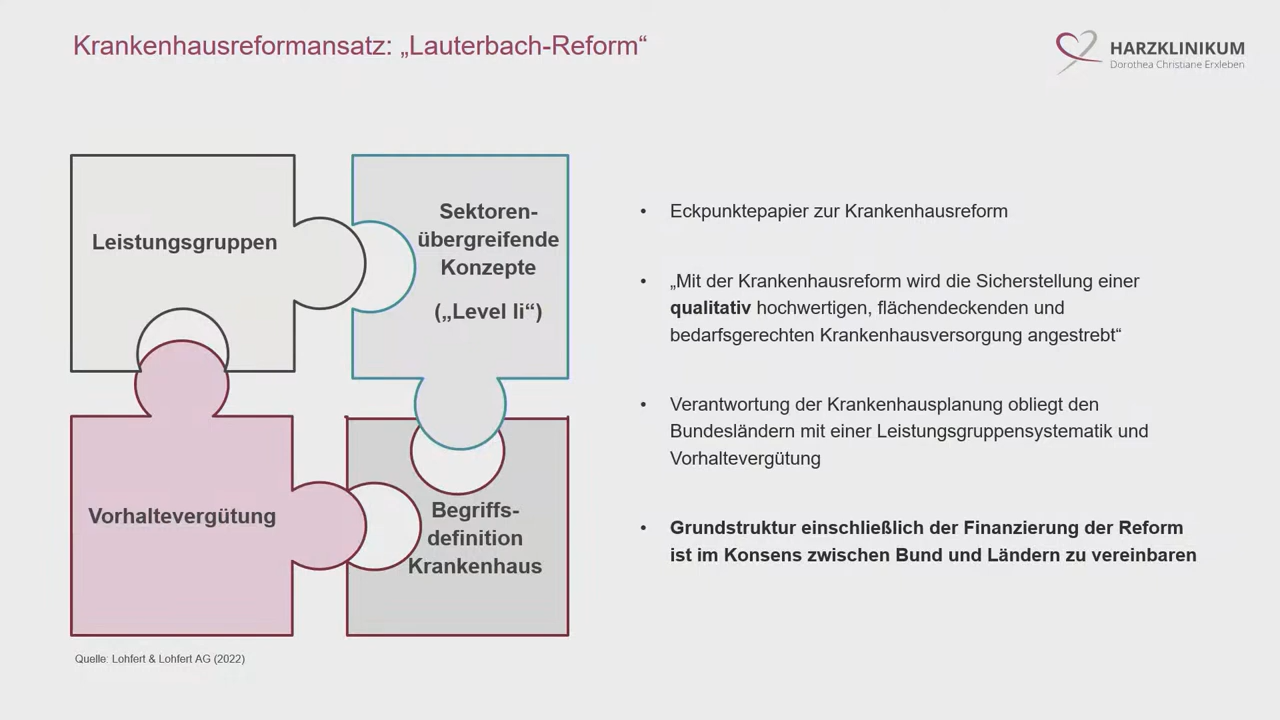 Krankenhausreformansatz: „Lauterbach-Reform“
HARZKLINIKUM
Dorothea Christiane Erxleben
Leistungsgruppen
Sektoren-
übergreifende
Konzepte
(„Level Ii“)
Vorhaltevergütung
Begriffs-
definition
Krankenhaus
• Eckpunktepapier zur Krankenhausreform
• „Mit der Krankenhausreform wird die Sicherstellung einer
qualitativ hochwertigen, flächendeckenden und
bedarfsgerechten Krankenhausversorgung angestrebt“
• Verantwortung der Krankenhausplanung obliegt den
Bundesländern mit einer Leistungsgruppensystematik und
Vorhaltevergütung
• Grundstruktur einschließlich der Finanzierung der Reform
ist im Konsens zwischen Bund und Ländern zu vereinbaren
Quelle: Lohfert & Lohfert AG (2022)